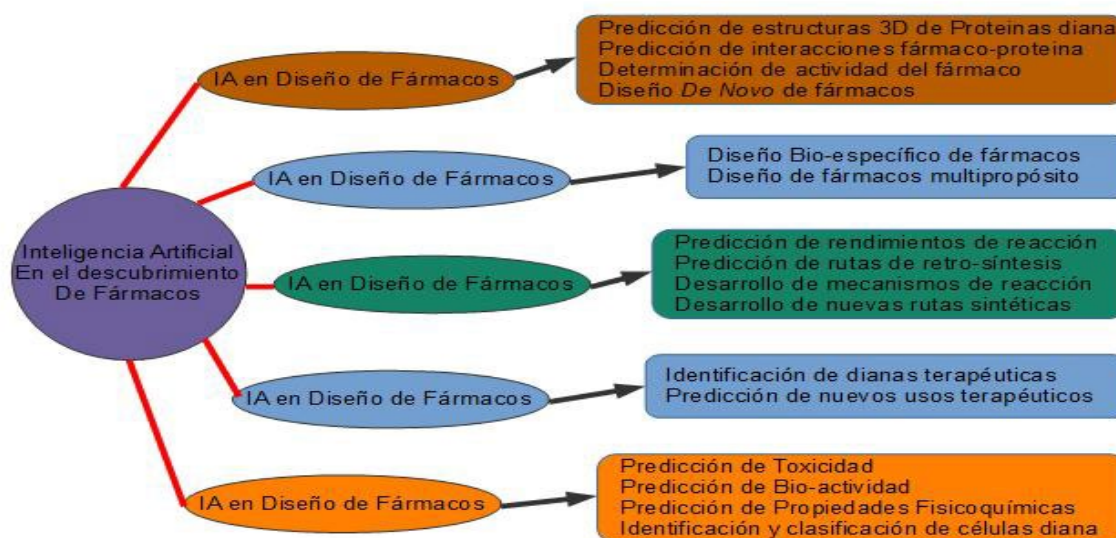 Inteligencia Artificial
En el descubrimiento
De Fármacos
IA en Diseño de Fármacos
Predicción de estructuras 3D de Proteinas diana
Predicción de interacciones fármaco-proteina
Determinación de actividad del fármaco
Diseño De Novo de fármacos
IA en Diseño de Fármacos
Diseño Bio-específico de fármacos
Diseño de fármacos multipropósito
IA en Diseño de Fármacos
Predicción de rendimientos de reacción
Predicción de rutas de retro-síntesis
Desarrollo de mecanismos de reacción
Desarrollo de nuevas rutas sintéticas
IA en Diseño de Fármacos
Identificación de dianas terapéuticas
Predicción de nuevos usos terapéuticos
IA en Diseño de Fármacos
Predicción de Toxicidad
Predicción de Bio-actividad
Predicción de Propiedades Fisicoquímicas
Identificación y clasificación de células diana